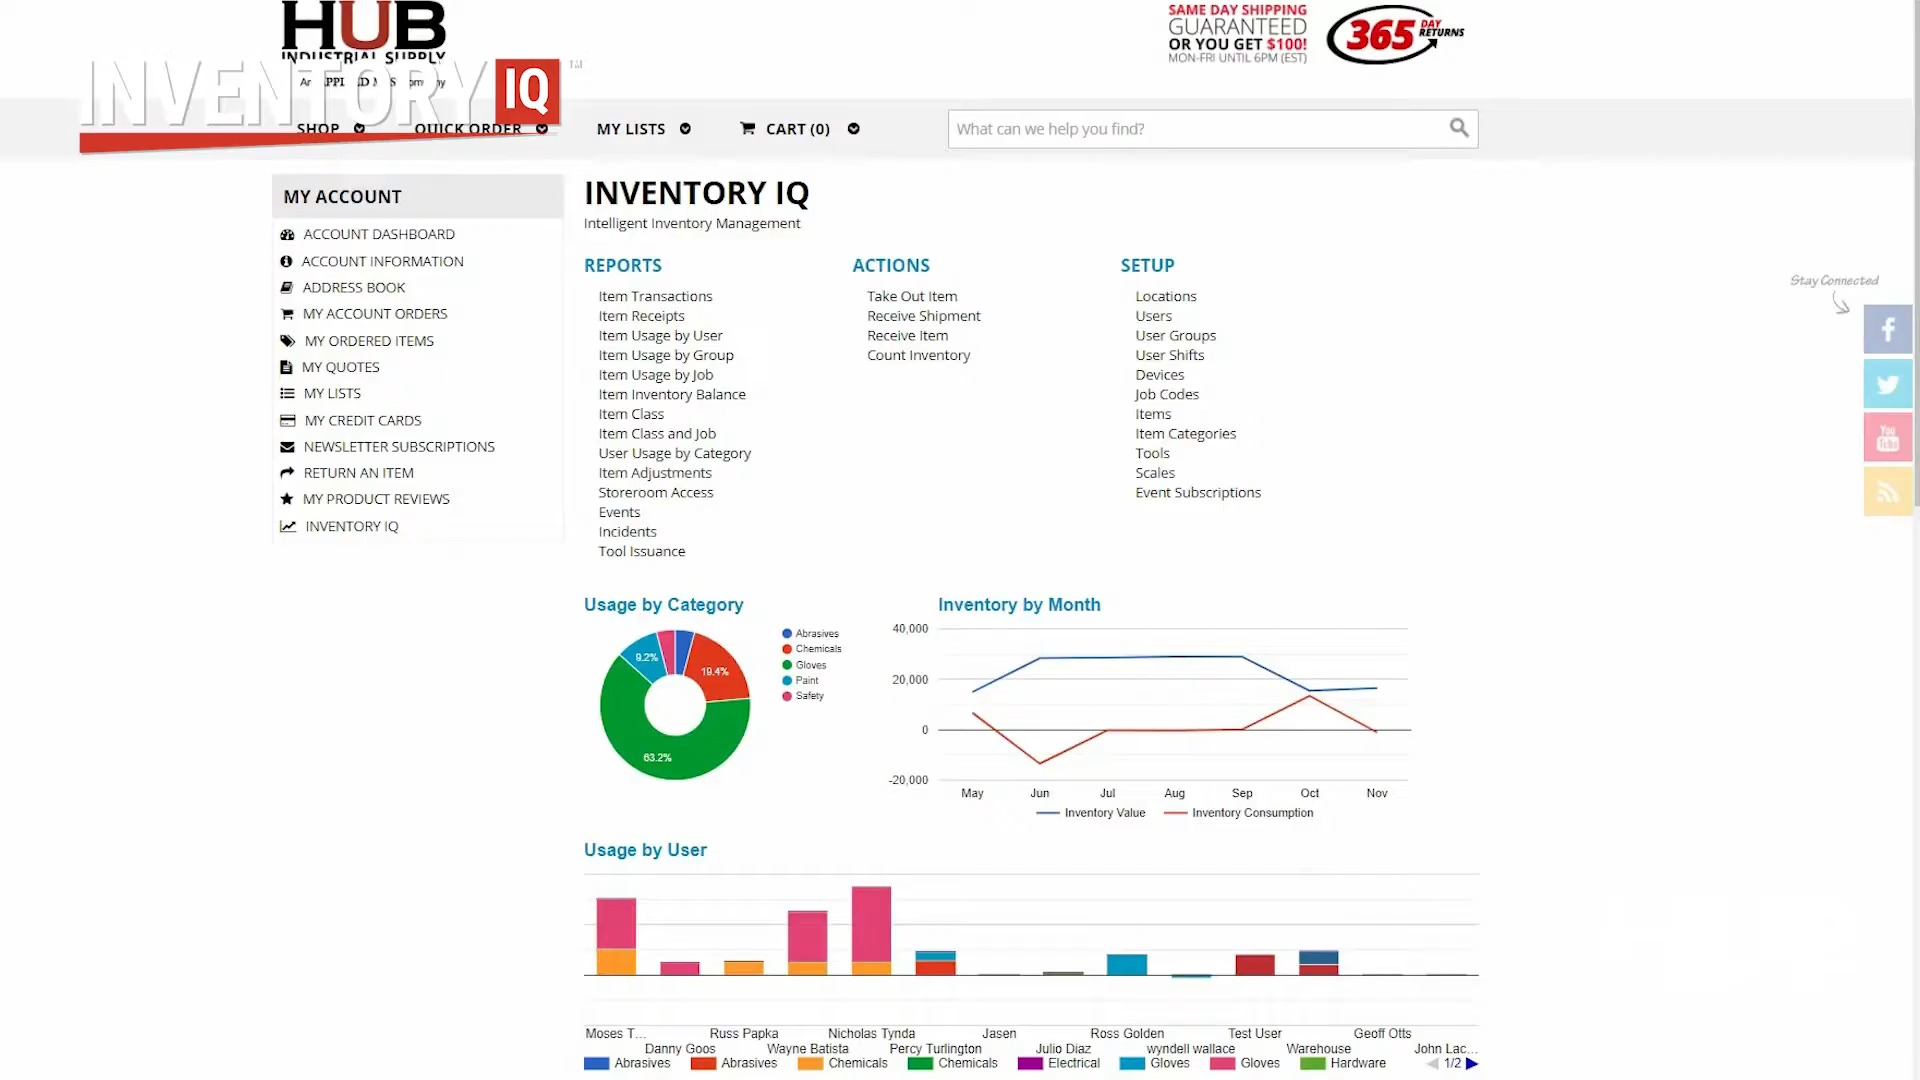 HUB
INDUSTRIAL SUPPLY
INVENTORY IQ
SAME DAY SHIPPING
GUARANTEED
OR YOU GET $100!
MON-FRI UNTIL 6PM (EST)
365 DAY RETURNS
SHOP
QUICK ORDER
MY LISTS
CART (0)
What can we help you find?
MY ACCOUNT
ACCOUNT DASHBOARD
ACCOUNT INFORMATION
ADDRESS BOOK
MY ACCOUNT ORDERS
MY ORDERED ITEMS
MY QUOTES
MY LISTS
MY CREDIT CARDS
NEWSLETTER SUBSCRIPTIONS
RETURN AN ITEM
MY PRODUCT REVIEWS
INVENTORY IQ
INVENTORY IQ
Intelligent Inventory Management
REPORTS
Item Transactions
Item Receipts
Item Usage by User
Item Usage by Group
Item Usage by Job
Item Inventory Balance
Item Class
Item Class and Job
User Usage by Category
Item Adjustments
Storeroom Access
Events
Incidents
Tool Issuance
ACTIONS
Take Out Item
Receive Shipment
Receive Item
Count Inventory
SETUP
Locations
Users
User Groups
User Shifts
Devices
Job Codes
Items
Item Categories
Tools
Scales
Event Subscriptions
Stay Connected
You Tube
Usage by Category
9.2%
19.4%
63.2%
Abrasives
Chemicals
Gloves
Paint
Safety
Inventory by Month
40,000
20,000
0
-20,000
May Jun Jul Aug Sep Oct Nov
Inventory Value Inventory Consumption
Usage by User
Moses T... Russ Papka Nicholas Tynda Jasen Ross Golden Test User Geoff Otts
Danny Goos Wayne Batista Percy Turlington Julio Diaz wyndell wallace Warehouse John Lac...
Abrasives Abrasives Chemicals Chemicals Electrical Gloves Gloves Hardware 1/2